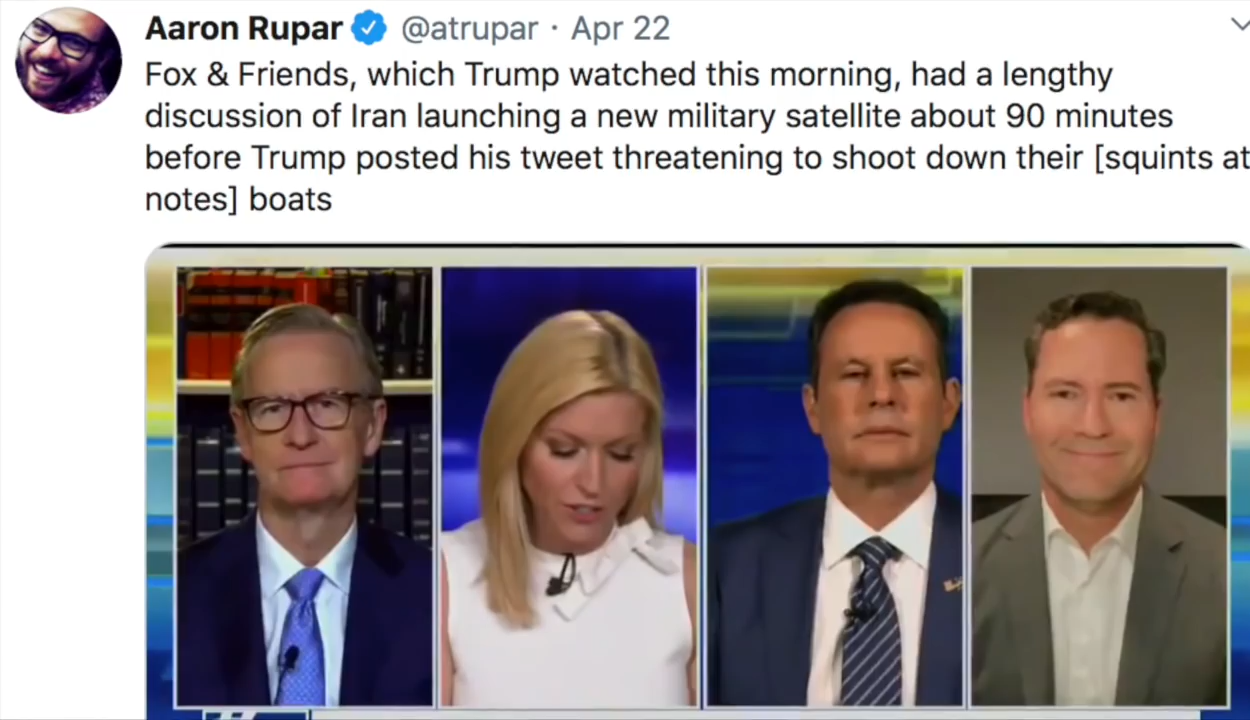 Aaron Rupar @atrupar · Apr 22
Fox & Friends, which Trump watched this morning, had a lengthy
discussion of Iran launching a new military satellite about 90 minutes
before Trump posted his tweet threatening to shoot down their [squints at
notes] boats